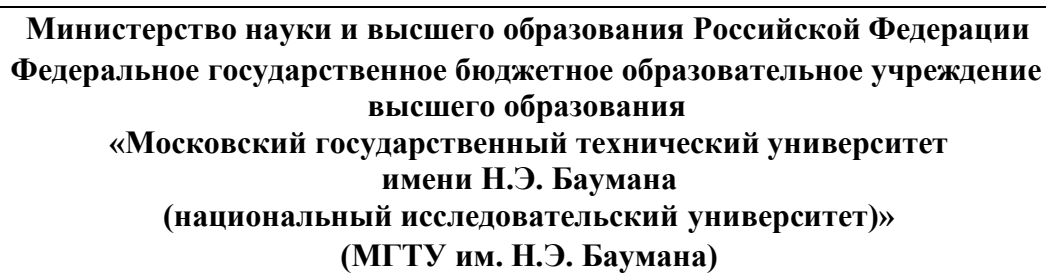 Министерство науки и высшего образования Российской Федерации
Федеральное государственное бюджетное образовательное учреждение
высшего образования
«Московский государственный технический университет
имени Н.Э. Баумана
(национальный исследовательский университет)»
(МГТУ им. Н.Э. Баумана)